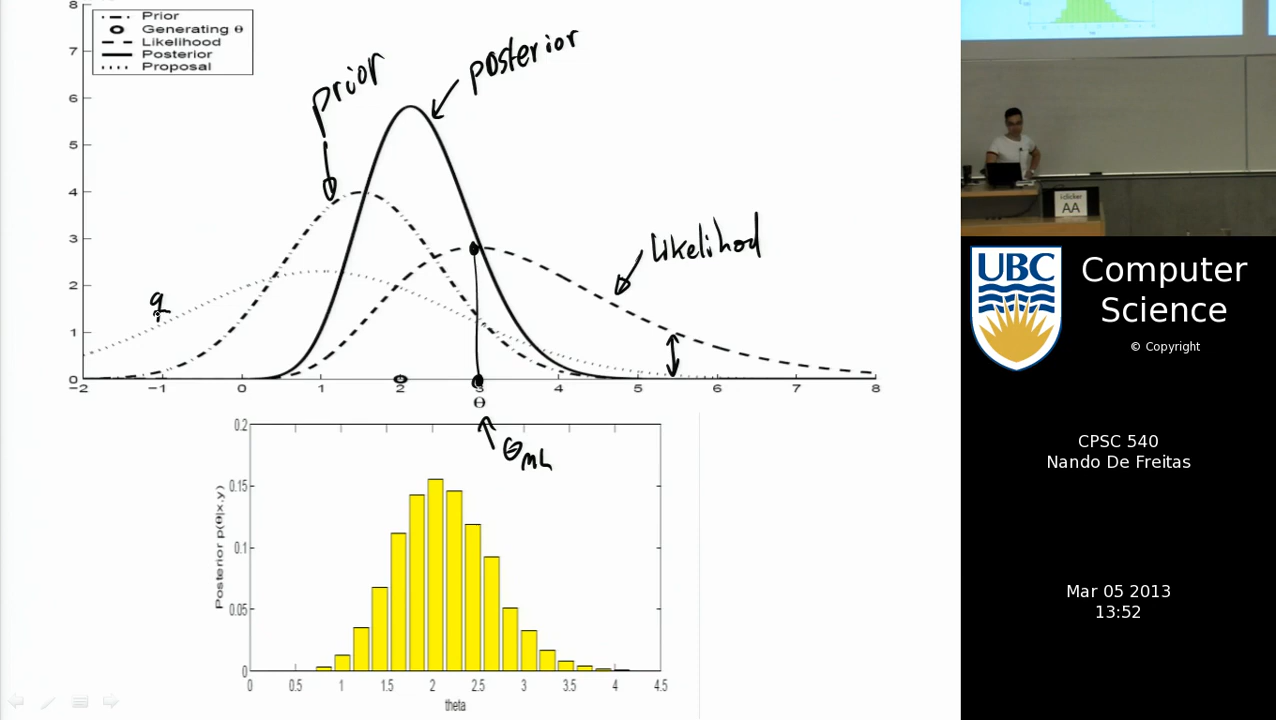 8
7
6
5
4
3
2
1
0
Prior
Generating Θ
Likelihood
Posterior
Proposal
prior
posterior
Likelihod
q
-2 -1 0 1 2 3 4 5 6 7 8
Θ
θML
0.2
0.15
0.1
0.05
0
Posterior p(Θ|x,y)
0 0.5 1 1.5 2 2.5 3 3.5 4 4.5
theta
i clicker
AA
UBC
Computer
Science
© Copyright
CPSC 540
Nando De Freitas
Mar 05 2013
13:52